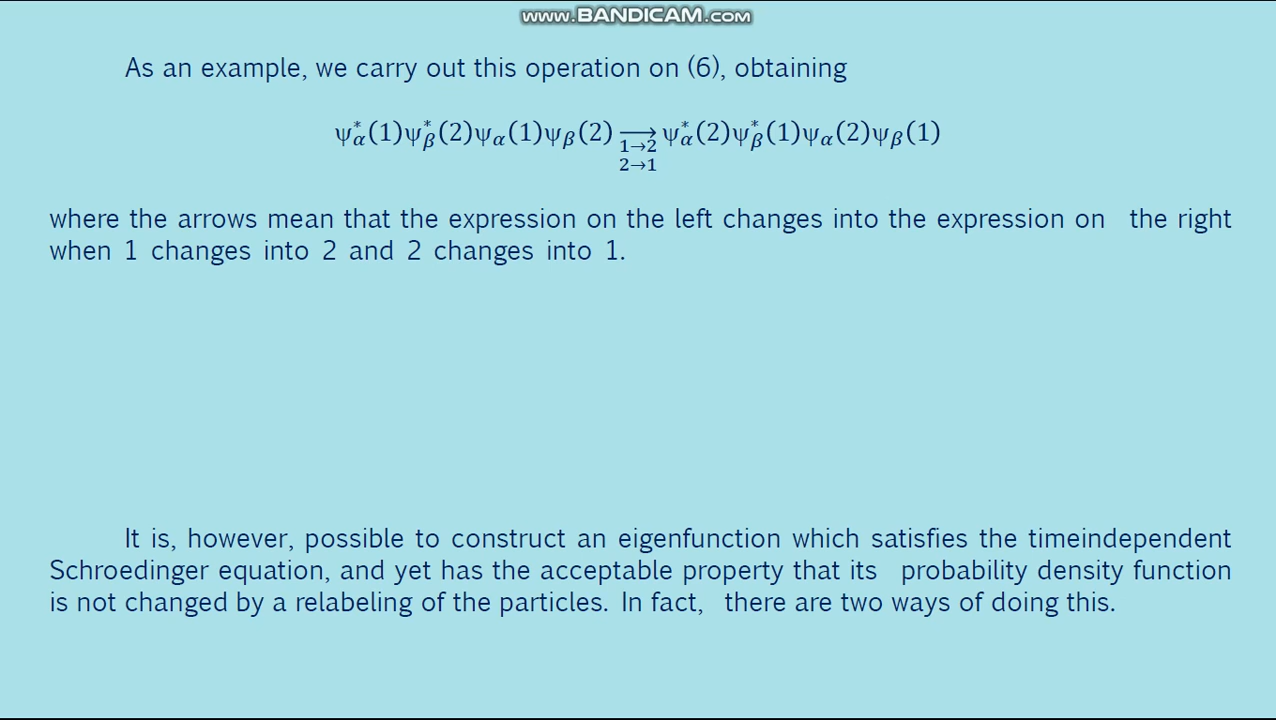 www.BANDICAM.com
As an example, we carry out this operation on (6), obtaining
ψ*α(1)ψ*β(2)ψα(1)ψβ(2) ⟶ ψ*α(2)ψ*β(1)ψα(2)ψβ(1)
1→2
2→1
where the arrows mean that the expression on the left changes into the expression on the right
when 1 changes into 2 and 2 changes into 1.
It is, however, possible to construct an eigenfunction which satisfies the timeindependent
Schroedinger equation, and yet has the acceptable property that its probability density function
is not changed by a relabeling of the particles. In fact, there are two ways of doing this.